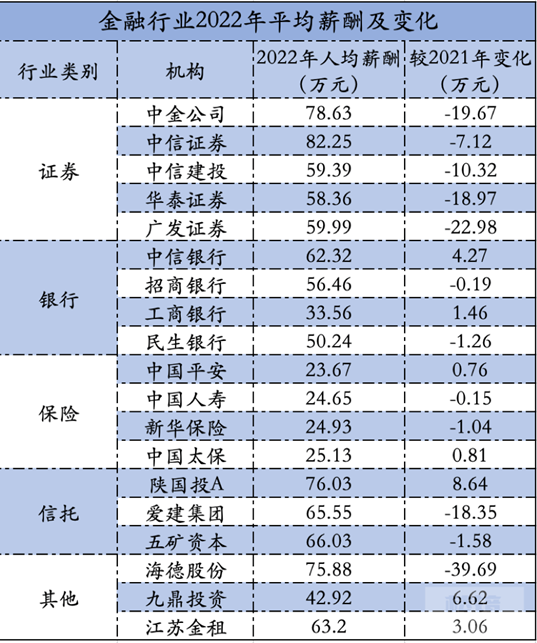 金融行业2022年平均薪酬及变化
行业类别 机构 2022年人均薪酬（万元） 较2021年变化（万元）
证券
中金公司 78.63 -19.67
中信证券 82.25 -7.12
中信建投 59.39 -10.32
华泰证券 58.36 -18.97
广发证券 59.99 -22.98
银行
中信银行 62.32 4.27
招商银行 56.46 -0.19
工商银行 33.56 1.46
民生银行 50.24 -1.26
保险
中国平安 23.67 0.76
中国人寿 24.65 -0.15
新华保险 24.93 -1.04
中国太保 25.13 0.81
信托
陕国投A 76.03 8.64
爱建集团 65.55 -18.35
五矿资本 66.03 -1.58
其他
海德股份 75.88 -39.69
九鼎投资 42.92 6.62
江苏金租 63.2 3.06